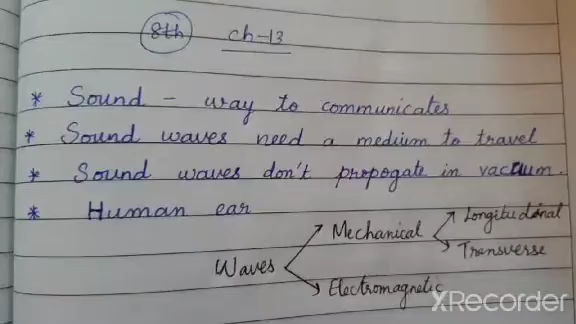 8th ch-13
* Sound - way to communicates
* Sound waves need a medium to travel
* Sound waves don't propogate in vaccum.
* Human ear
Waves
Mechanical
Longitudinal
Transverse
Electromagnetic
XRecorder